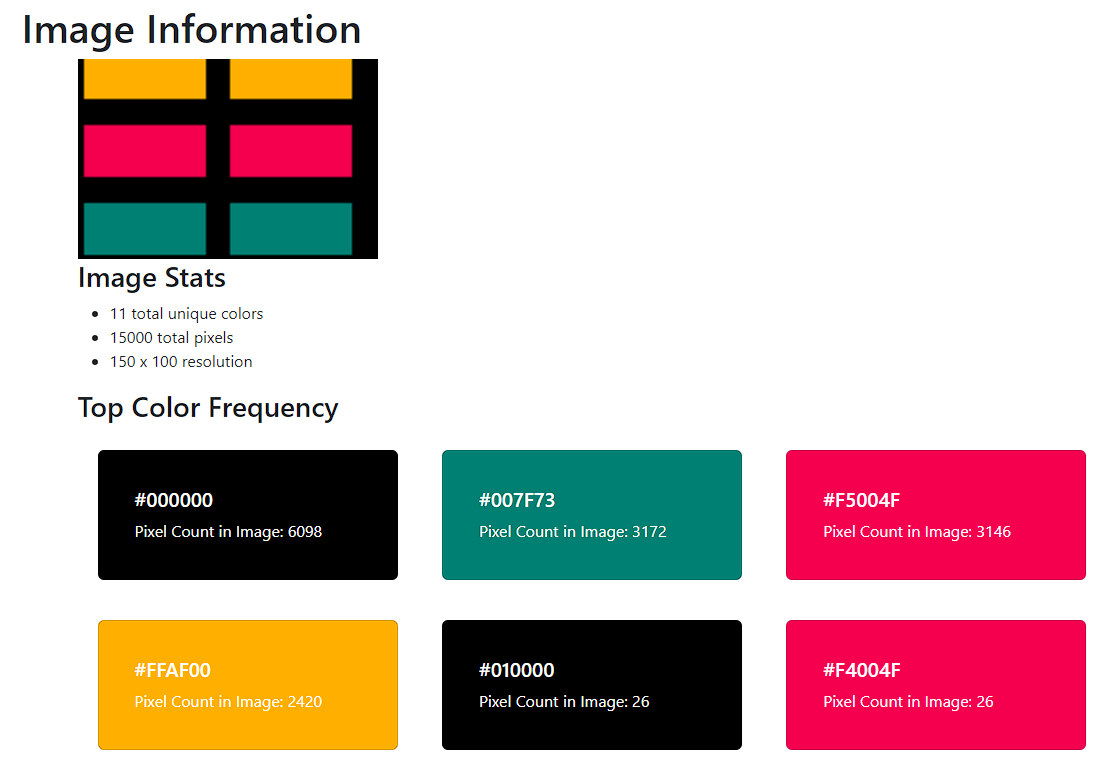 Image Information
Image Stats
11 total unique colors
15000 total pixels
150 x 100 resolution
Top Color Frequency
#000000
Pixel Count in Image: 6098
#007F73
Pixel Count in Image: 3172
#F5004F
Pixel Count in Image: 3146
#FFAF00
Pixel Count in Image: 2420
#010000
Pixel Count in Image: 26
#F4004F
Pixel Count in Image: 26